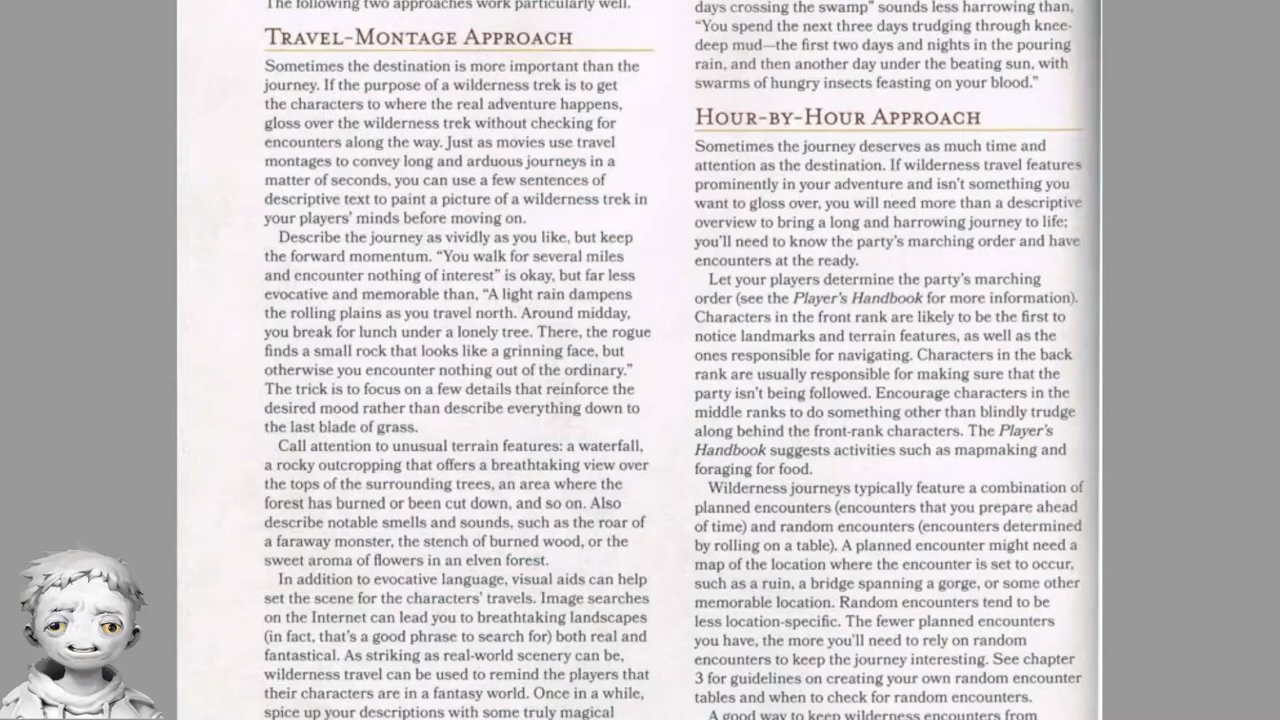 The following two approaches work particularly well.
TRAVEL-MONTAGE APPROACH
Sometimes the destination is more important than the
journey. If the purpose of a wilderness trek is to get
the characters to where the real adventure happens,
gloss over the wilderness trek without checking for
encounters along the way. Just as movies use travel
montages to convey long and arduous journeys in a
matter of seconds, you can use a few sentences of
descriptive text to paint a picture of a wilderness trek in
your players' minds before moving on.
Describe the journey as vividly as you like, but keep
the forward momentum. “You walk for several miles
and encounter nothing of interest” is okay, but far less
evocative and memorable than, “A light rain dampens
the rolling plains as you travel north. Around midday,
you break for lunch under a lonely tree. There, the rogue
finds a small rock that looks like a grinning face, but
otherwise you encounter nothing out of the ordinary.”
The trick is to focus on a few details that reinforce the
desired mood rather than describe everything down to
the last blade of grass.
Call attention to unusual terrain features: a waterfall,
a rocky outcropping that offers a breathtaking view over
the tops of the surrounding trees, an area where the
forest has burned or been cut down, and so on. Also
describe notable smells and sounds, such as the roar of
a faraway monster, the stench of burned wood, or the
sweet aroma of flowers in an elven forest.
In addition to evocative language, visual aids can help
set the scene for the characters' travels. Image searches
on the Internet can lead you to breathtaking landscapes
(in fact, that's a good phrase to search for) both real and
fantastical. As striking as real-world scenery can be,
wilderness travel can be used to remind the players that
their characters are in a fantasy world. Once in a while,
spice up your descriptions with some truly magical
days crossing the swamp” sounds less harrowing than,
“You spend the next three days trudging through knee-
deep mud—the first two days and nights in the pouring
rain, and then another day under the beating sun, with
swarms of hungry insects feasting on your blood.”
HOUR-BY-HOUR APPROACH
Sometimes the journey deserves as much time and
attention as the destination. If wilderness travel features
prominently in your adventure and isn't something you
want to gloss over, you will need more than a descriptive
overview to bring a long and harrowing journey to life;
you'll need to know the party's marching order and have
encounters at the ready.
Let your players determine the party's marching
order (see the Player's Handbook for more information).
Characters in the front rank are likely to be the first to
notice landmarks and terrain features, as well as the
ones responsible for navigating. Characters in the back
rank are usually responsible for making sure that the
party isn't being followed. Encourage characters in the
middle ranks to do something other than blindly trudge
along behind the front-rank characters. The Player's
Handbook suggests activities such as mapmaking and
foraging for food.
Wilderness journeys typically feature a combination of
planned encounters (encounters that you prepare ahead
of time) and random encounters (encounters determined
by rolling on a table). A planned encounter might need a
map of the location where the encounter is set to occur,
such as a ruin, a bridge spanning a gorge, or some other
memorable location. Random encounters tend to be
less location-specific. The fewer planned encounters
you have, the more you'll need to rely on random
encounters to keep the journey interesting. See chapter
3 for guidelines on creating your own random encounter
tables and when to check for random encounters.
A good way to keep wilderness encounters from